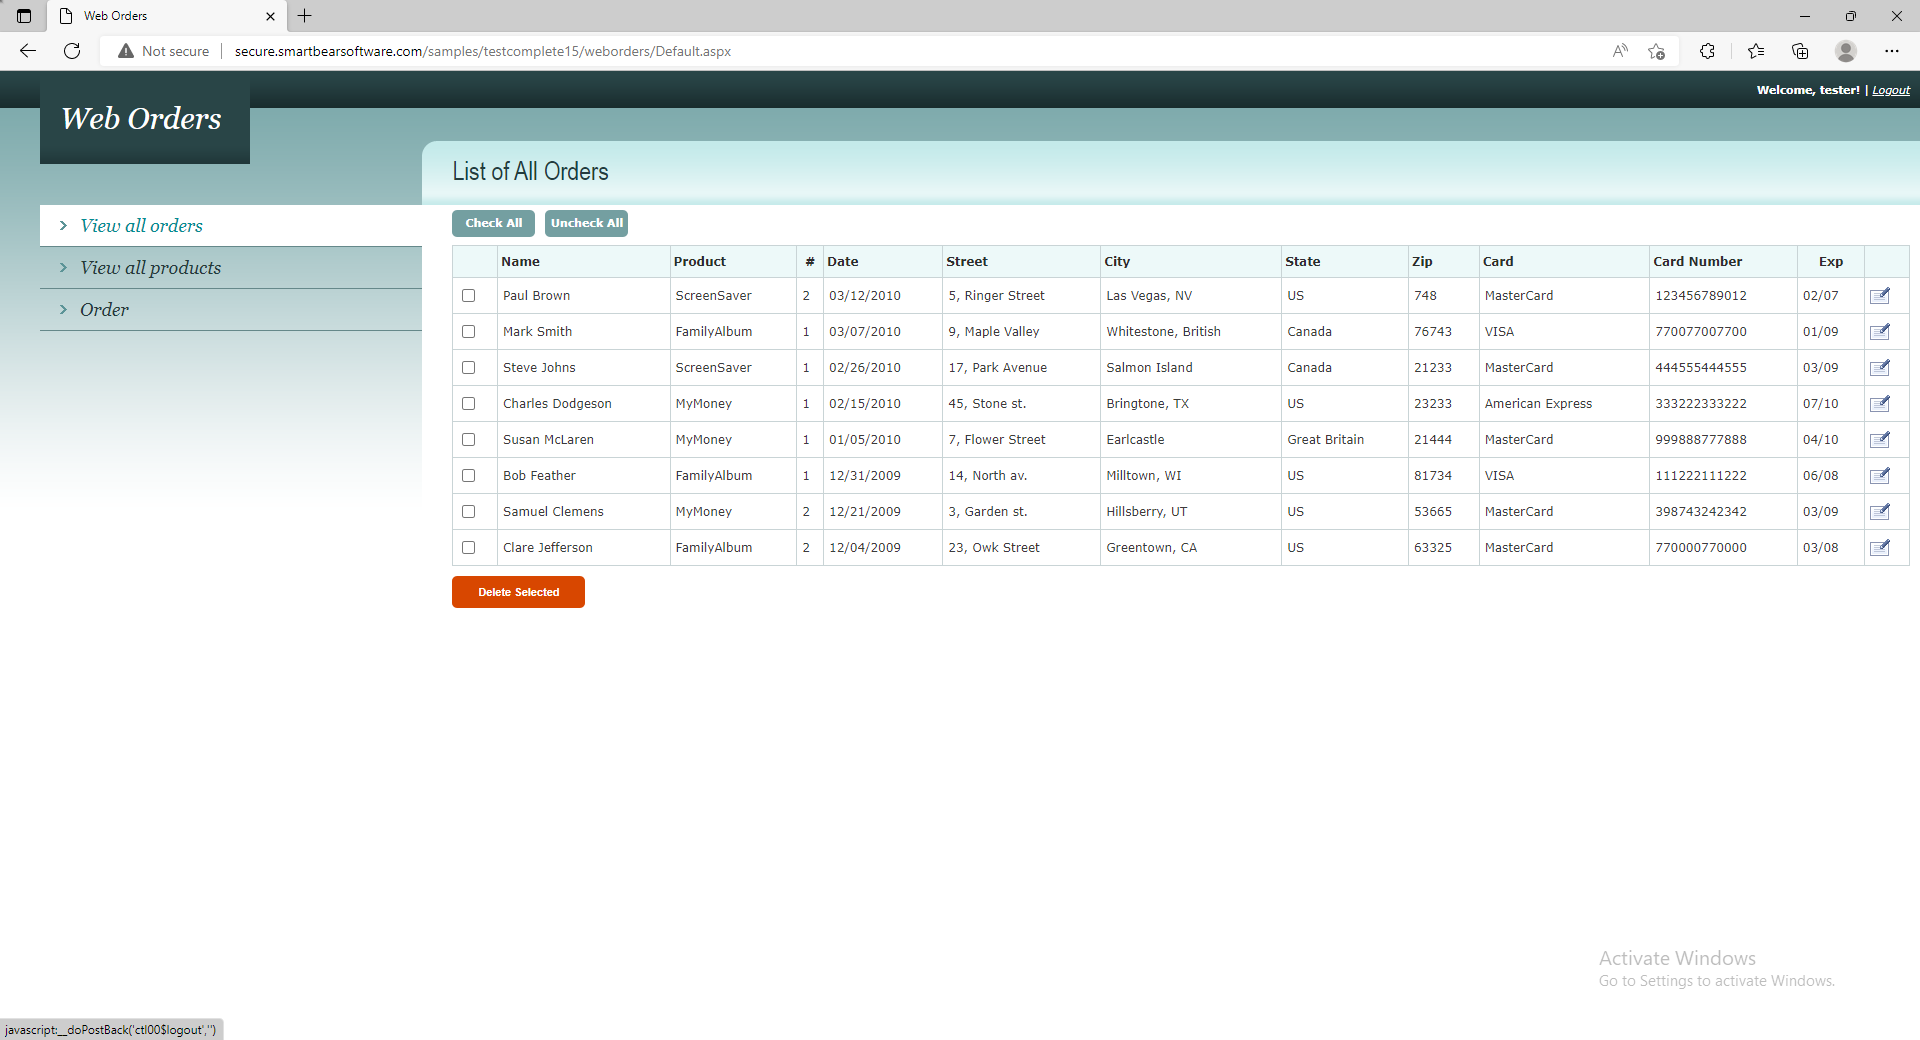 Web Orders
Not secure
secure.smartbearsoftware.com/samples/testcomplete15/weborders/Default.aspx
Welcome, tester! | Logout
Web Orders
List of All Orders
View all orders
View all products
Order
Check All Uncheck All
Name Product # Date Street City State Zip Card Card Number Exp
Paul Brown ScreenSaver 2 03/12/2010 5, Ringer Street Las Vegas, NV US 748 MasterCard 123456789012 02/07
Mark Smith FamilyAlbum 1 03/07/2010 9, Maple Valley Whitestone, British Canada 76743 VISA 770077007700 01/09
Steve Johns ScreenSaver 1 02/26/2010 17, Park Avenue Salmon Island Canada 21233 MasterCard 444555444555 03/09
Charles Dodgeson MyMoney 1 02/15/2010 45, Stone st. Bringtone, TX US 23233 American Express 333222333222 07/10
Susan McLaren MyMoney 1 01/05/2010 7, Flower Street Earlcastle Great Britain 21444 MasterCard 999888777888 04/10
Bob Feather FamilyAlbum 1 12/31/2009 14, North av. Milltown, WI US 81734 VISA 111222111222 06/08
Samuel Clemens MyMoney 2 12/21/2009 3, Garden st. Hillsberry, UT US 53665 MasterCard 398743242342 03/09
Clare Jefferson FamilyAlbum 2 12/04/2009 23, Owk Street Greentown, CA US 63325 MasterCard 770000770000 03/08
Delete Selected
Activate Windows
Go to Settings to activate Windows.
javascript:__doPostBack('ctl00$logout','')